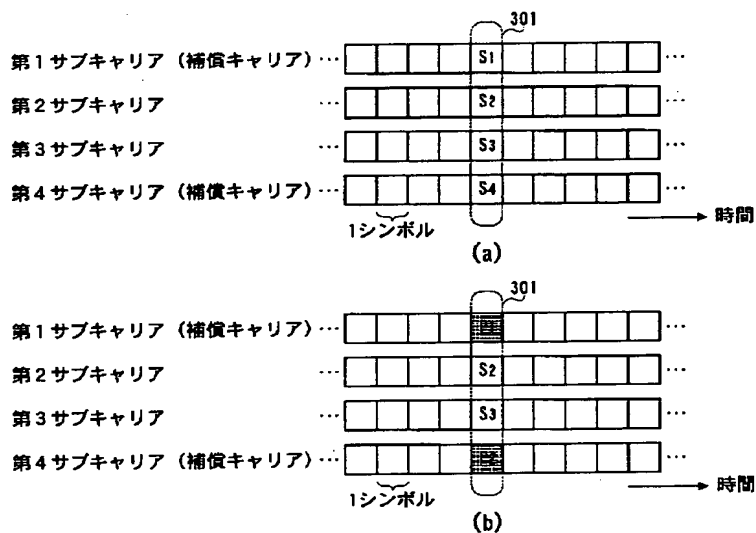 301
第1サブキャリア (補償キャリア) … S1 …
第2サブキャリア … S2 …
第3サブキャリア … S3 …
第4サブキャリア (補償キャリア) … S4 …
1シンボル
時間
(a)
301
第1サブキャリア (補償キャリア) … …
第2サブキャリア … S2 …
第3サブキャリア … S3 …
第4サブキャリア (補償キャリア) … …
1シンボル
時間
(b)